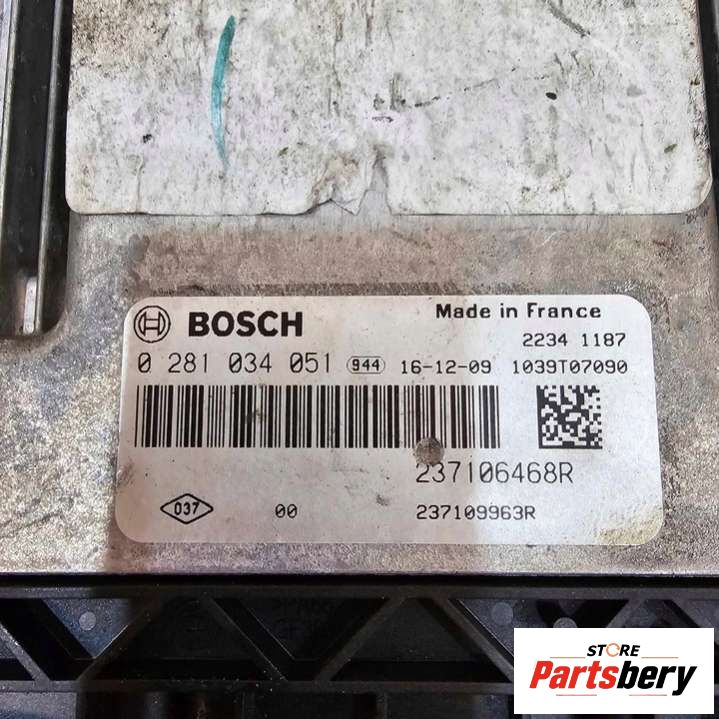 BOSCH
Made in France
2234 1187
0 281 034 051 944 16-12-09 1039T07090
237106468R
037 00 237109963R
STORE
Partsbery